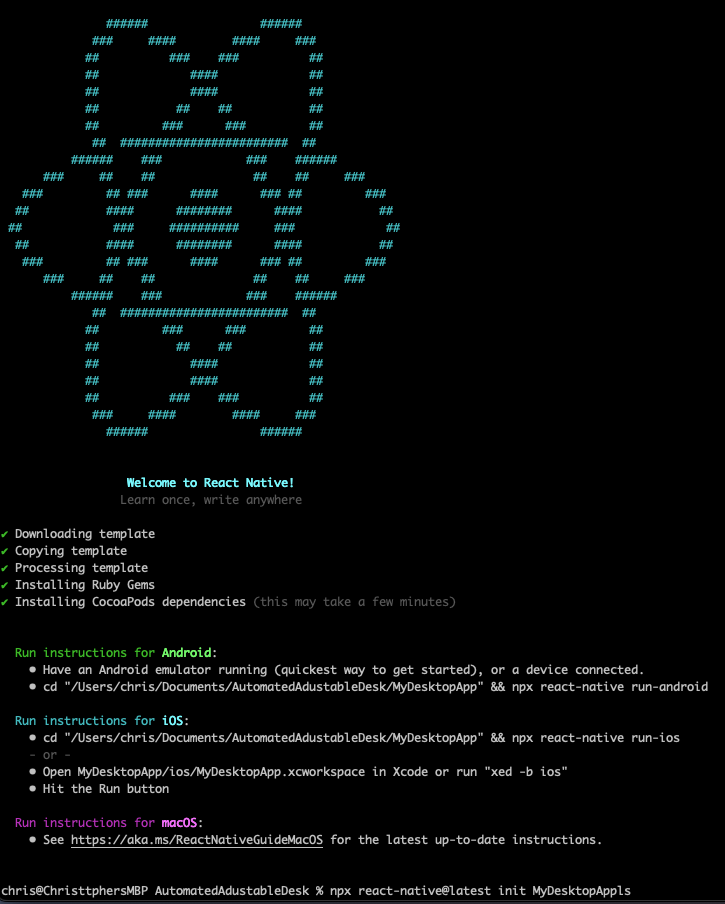 ######                ######
             ###     ####        ####     ###
            ##          ###    ###          ##
            ##             ####             ##
            ##             ####             ##
            ##           ##    ##           ##
            ##         ###      ###         ##
             ##  ########################  ##
          ######    ###            ###    ######
      ###     ##    ##              ##    ##     ###
   ###         ## ###      ####      ### ##         ###
  ##           ####      ########      ####           ##
 ##             ###     ##########     ###             ##
  ##           ####      ########      ####           ##
   ###         ## ###      ####      ### ##         ###
      ###     ##    ##              ##    ##     ###
          ######    ###            ###    ######
             ##  ########################  ##
            ##         ###      ###         ##
            ##           ##    ##           ##
            ##             ####             ##
            ##             ####             ##
            ##          ###    ###          ##
             ###     ####        ####     ###
               ######                ######
Welcome to React Native!
Learn once, write anywhere
✔ Downloading template
✔ Copying template
✔ Processing template
✔ Installing Ruby Gems
✔ Installing CocoaPods dependencies (this may take a few minutes)
Run instructions for Android:
• Have an Android emulator running (quickest way to get started), or a device connected.
• cd "/Users/chris/Documents/AutomatedAdustableDesk/MyDesktopApp" && npx react-native run-android
Run instructions for iOS:
• cd "/Users/chris/Documents/AutomatedAdustableDesk/MyDesktopApp" && npx react-native run-ios
- or -
• Open MyDesktopApp/ios/MyDesktopApp.xcworkspace in Xcode or run "xed -b ios"
• Hit the Run button
Run instructions for macOS:
• See https://aka.ms/ReactNativeGuideMacOS for the latest up-to-date instructions.
chris@ChristtphersMBP AutomatedAdustableDesk % npx react-native@latest init MyDesktopAppls